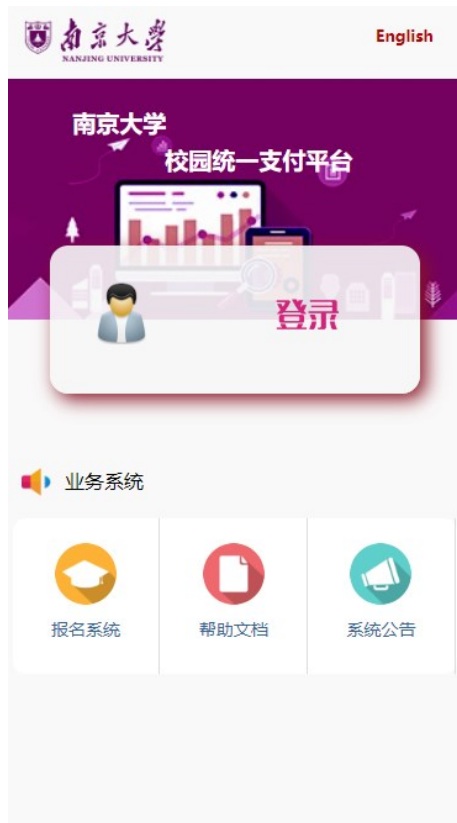 南京大學
NANJING UNIVERSITY
English
南京大学
校园统一支付平台
登录
业务系统
报名系统
帮助文档
系统公告